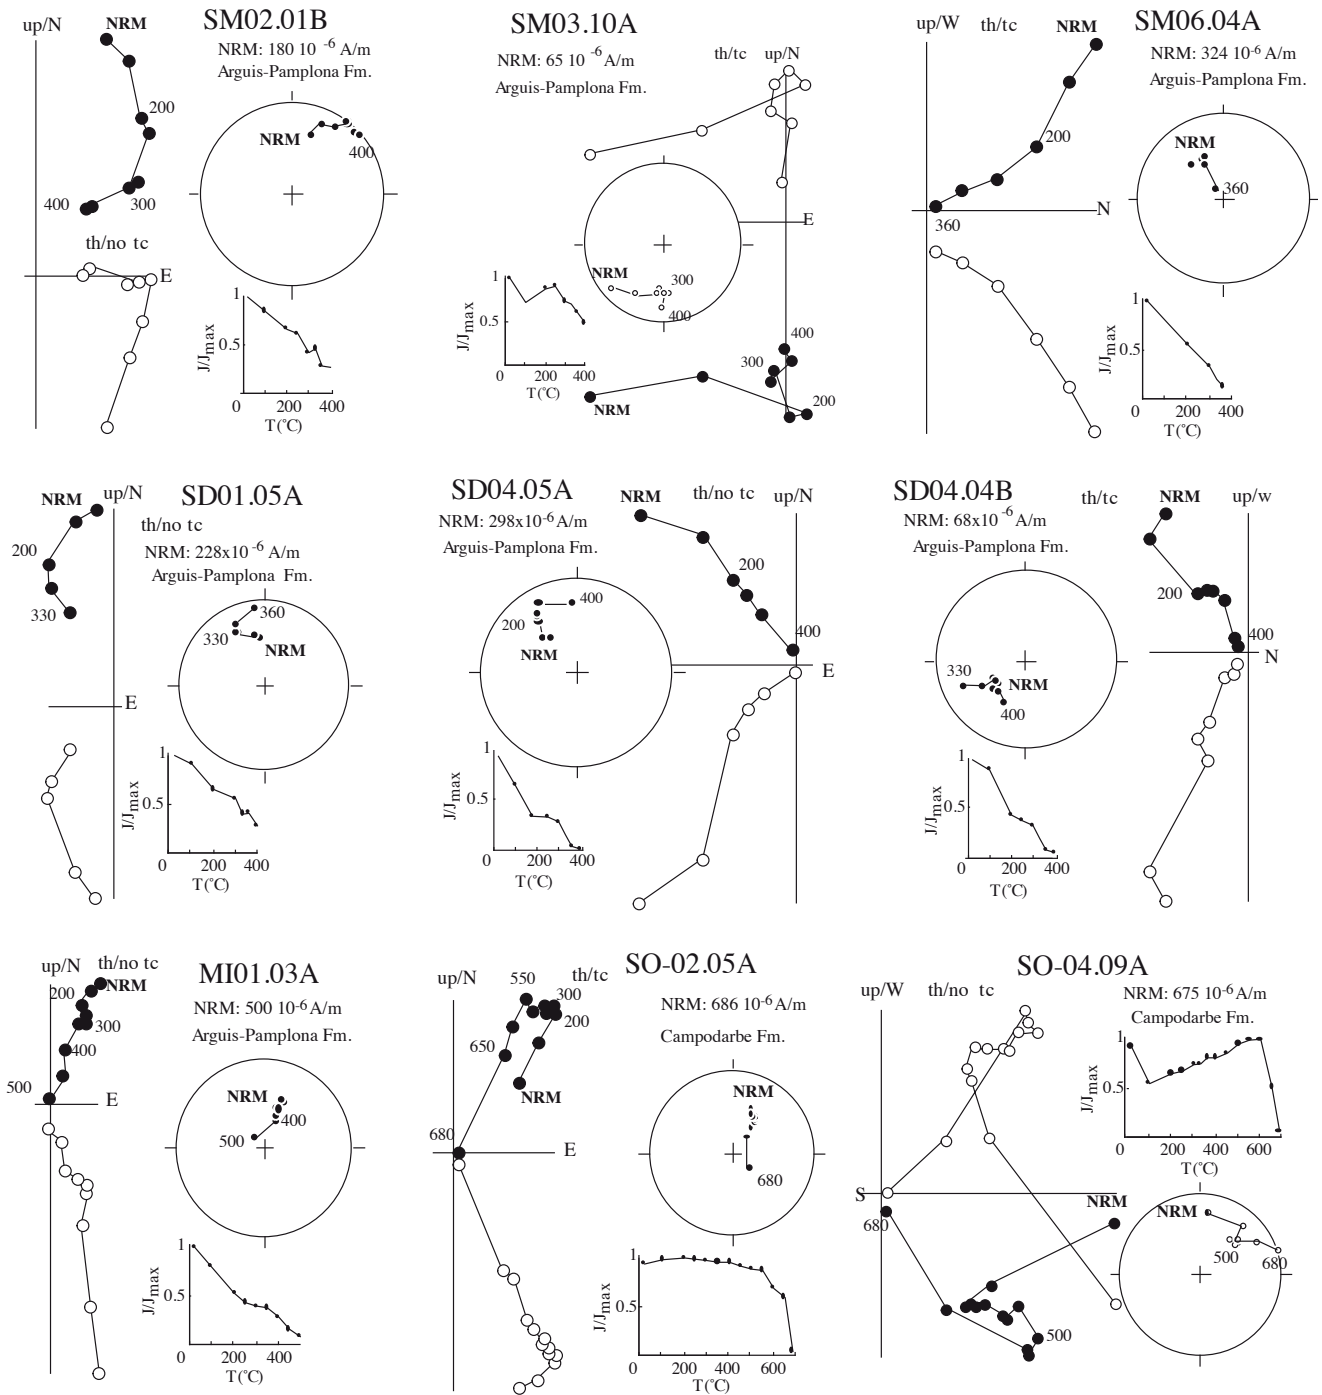 SM02.01B
up/N
NRM
NRM: 180 10 -6 A/m
Arguis-Pamplona Fm.
200
NRM
400
400
300
th/no tc
E
1
0.5
J/Jmax
0
200
400
T(°C)
SM03.10A
NRM: 65 10 -6 A/m
th/tc
up/N
Arguis-Pamplona Fm.
E
NRM
300
400
1
0.5
J/Jmax
0
200
400
T(°C)
400
300
200
NRM
SM06.04A
up/W
th/tc
NRM
NRM: 324 10-6 A/m
Arguis-Pamplona Fm.
200
NRM
360
N
360
1
0.5
J/Jmax
0
200
400
T(°C)
SD01.05A
NRM
up/N
th/no tc
NRM: 228x10 -6 A/m
Arguis-Pamplona Fm.
200
330
360
330
NRM
E
1
0.5
J/Jmax
0
200
400
T(°C)
SD04.05A
NRM
th/no tc
up/N
NRM: 298x10-6 A/m
Arguis-Pamplona Fm.
200
400
200
NRM
400
E
1
0.5
J/Jmax
0
200
400
T(°C)
SD04.04B
th/tc
NRM
up/w
NRM: 68x10 -6 A/m
Arguis-Pamplona Fm.
200
400
N
330
NRM
400
1
0.5
J/Jmax
0
200
400
T(°C)
MI01.03A
up/N
th/no tc
NRM
200
NRM: 500 10-6 A/m
300
Arguis-Pamplona Fm.
400
500
E
NRM
400
500
1
0.5
J/Jmax
0
200
400
T(°C)
SO-02.05A
up/N
550
th/tc
300
200
NRM: 686 10-6 A/m
Campodarbe Fm.
650
NRM
NRM
680
E
680
1
0.5
J/Jmax
0
200
400
600
T(°C)
SO-04.09A
up/W
th/no tc
NRM: 675 10-6 A/m
Campodarbe Fm.
1
0.5
J/Jmax
0
200
400
600
T(°C)
S
NRM
680
500
NRM
500
680